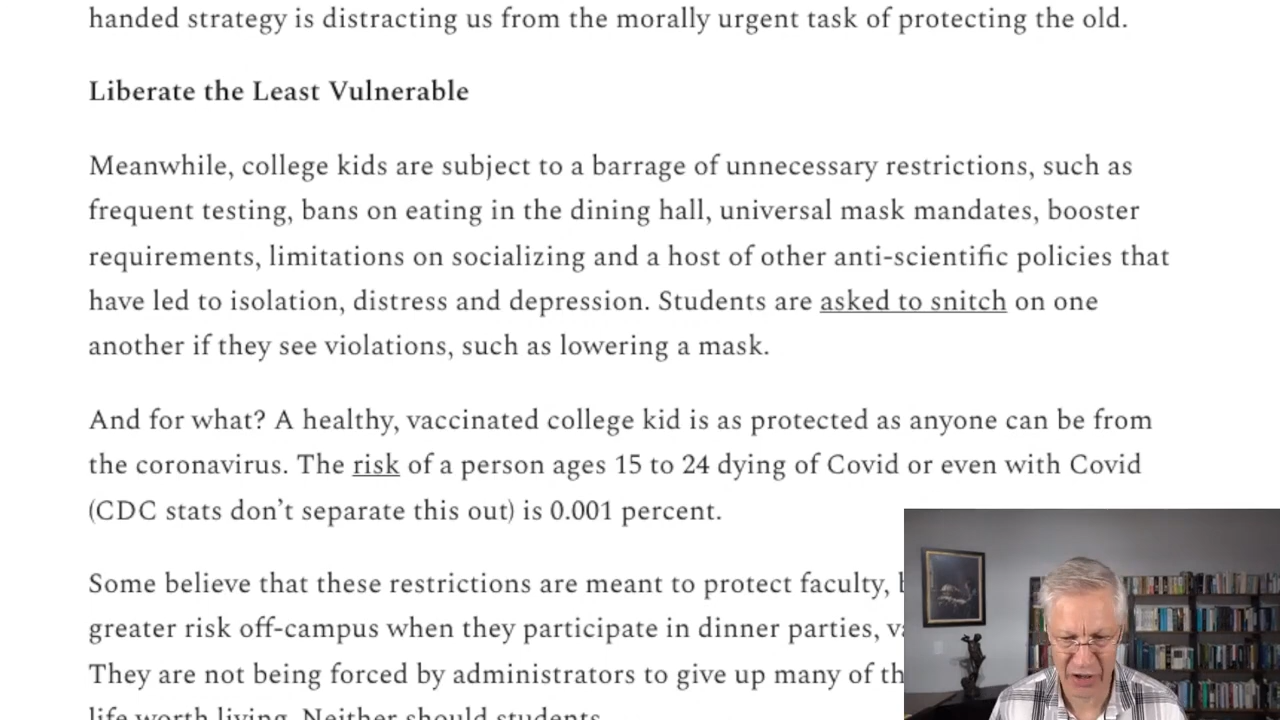 handed strategy is distracting us from the morally urgent task of protecting the old.
Liberate the Least Vulnerable
Meanwhile, college kids are subject to a barrage of unnecessary restrictions, such as
frequent testing, bans on eating in the dining hall, universal mask mandates, booster
requirements, limitations on socializing and a host of other anti-scientific policies that
have led to isolation, distress and depression. Students are asked to snitch on one
another if they see violations, such as lowering a mask.
And for what? A healthy, vaccinated college kid is as protected as anyone can be from
the coronavirus. The risk of a person ages 15 to 24 dying of Covid or even with Covid
(CDC stats don’t separate this out) is 0.001 percent.
Some believe that these restrictions are meant to protect faculty,
greater risk off-campus when they participate in dinner parties,
They are not being forced by administrators to give up many of
life worth living. Neither should students.